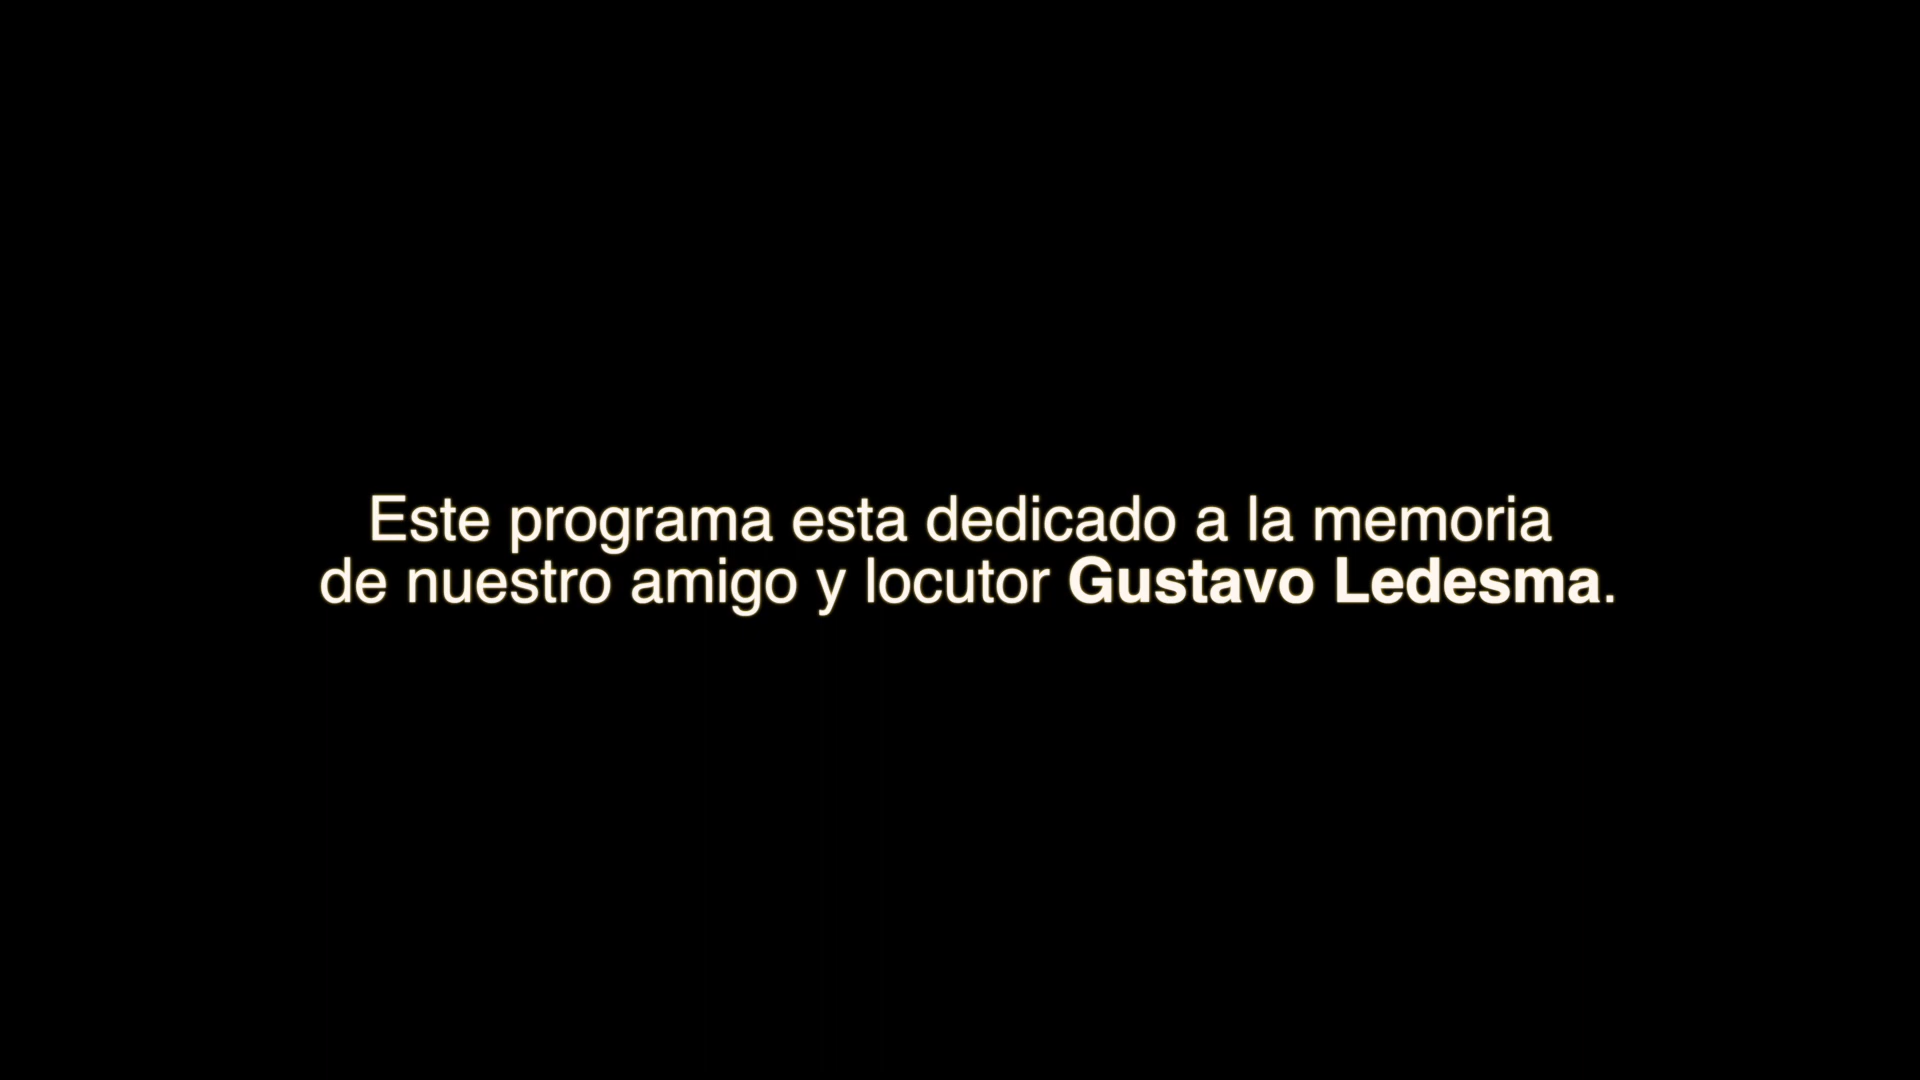 Este programa esta dedicado a la memoria
de nuestro amigo y locutor Gustavo Ledesma.